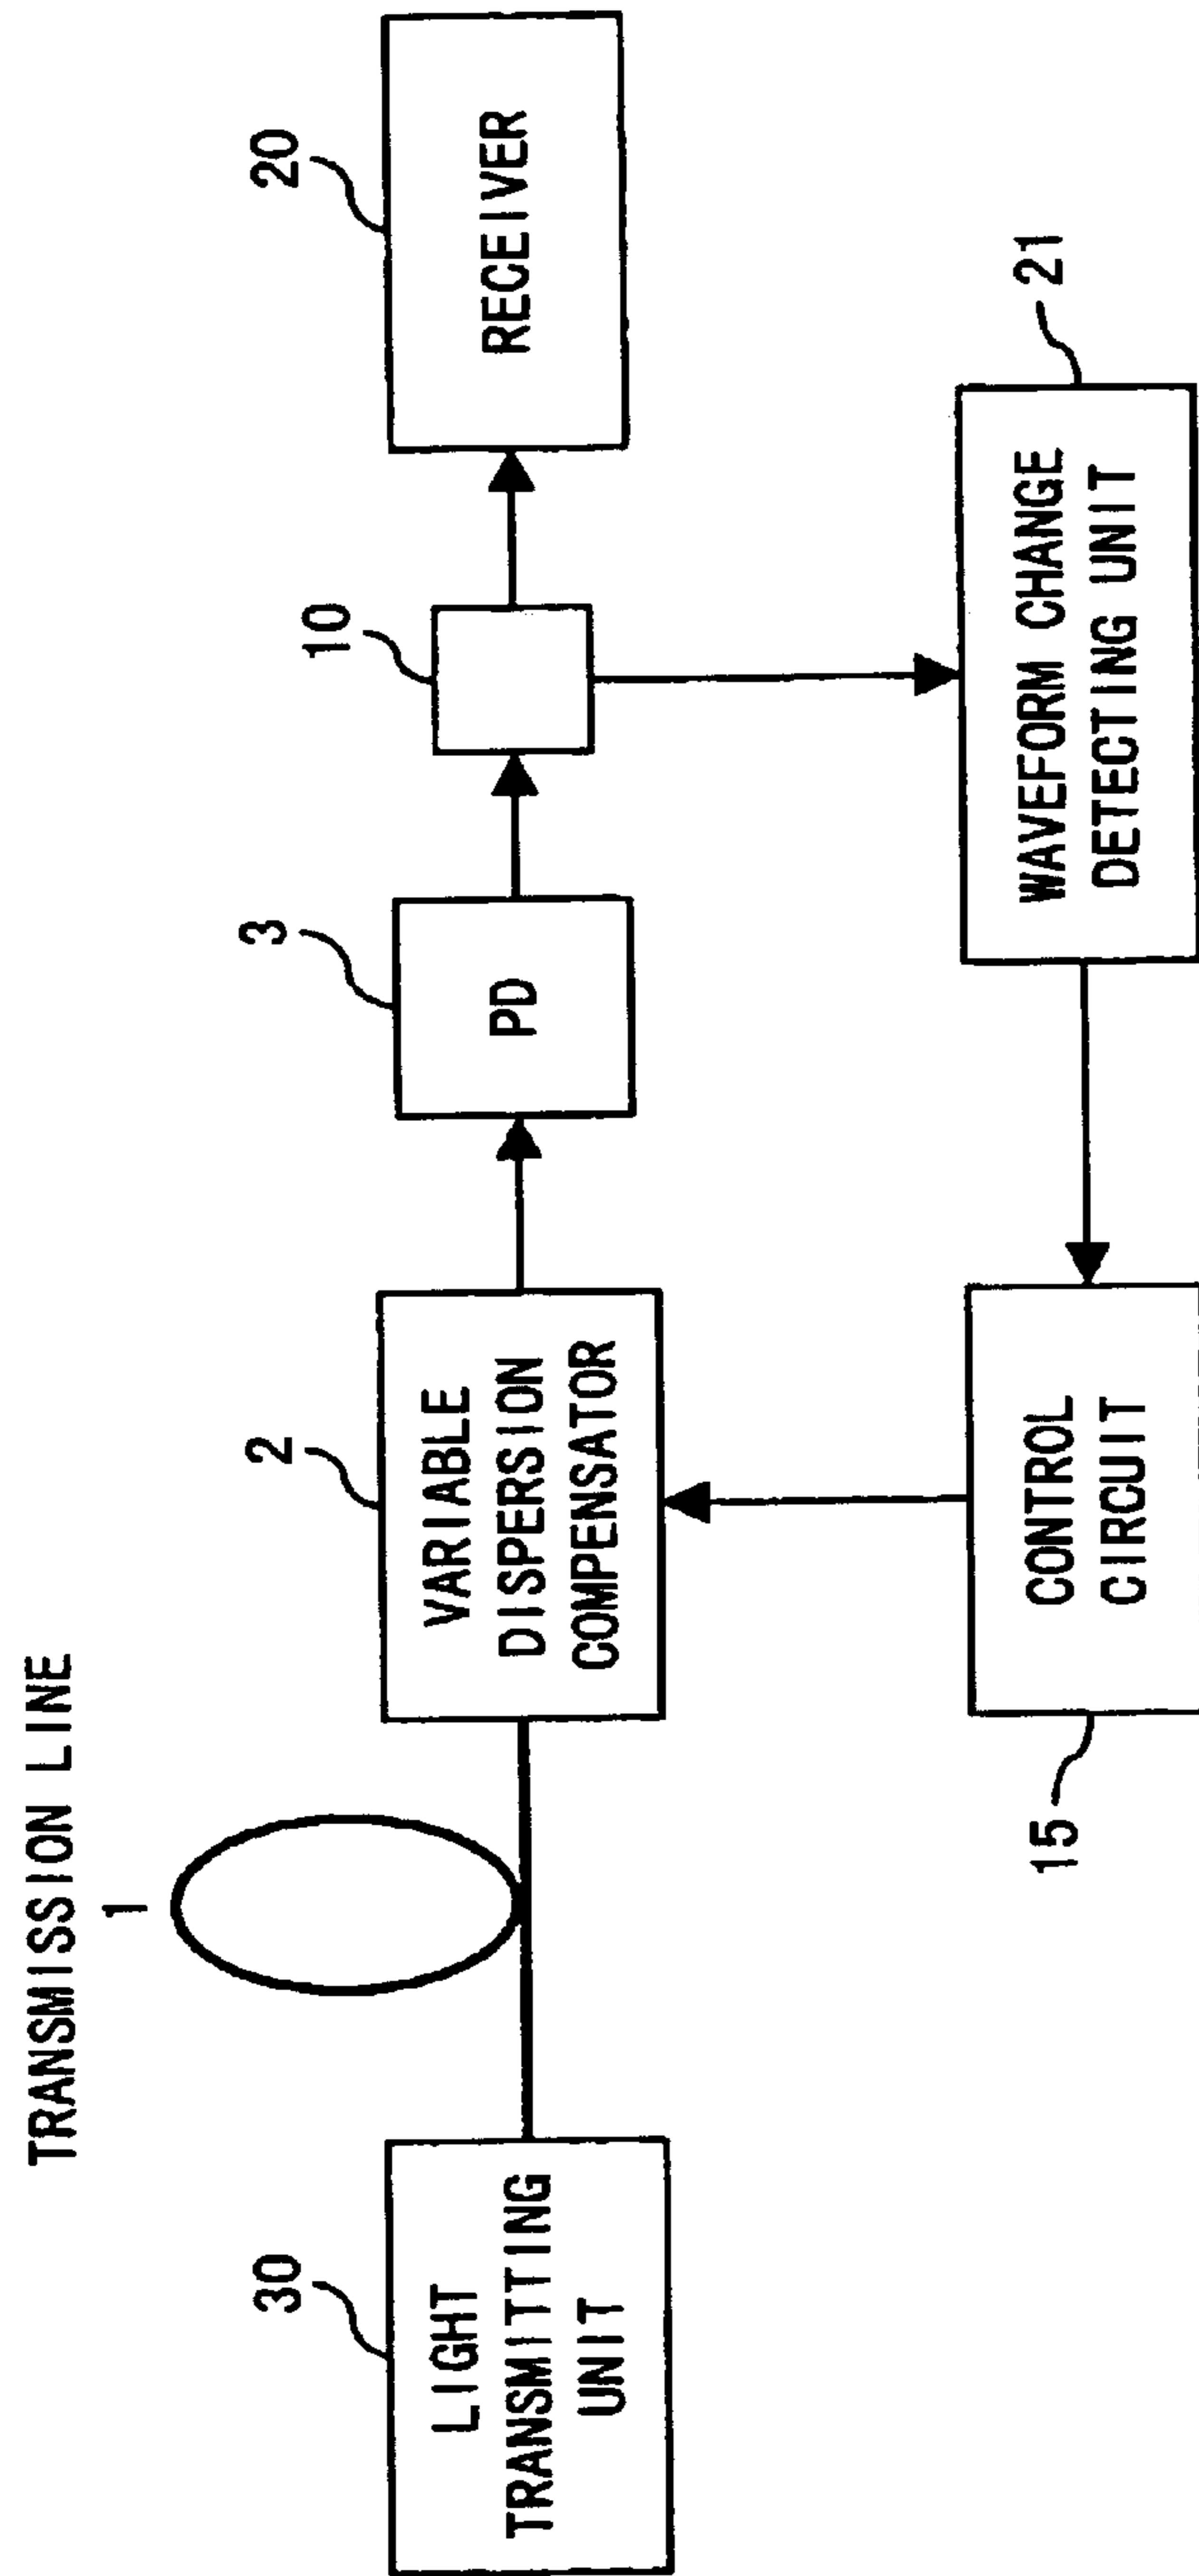 TRANSMISSION LINE
1
30
LIGHT
TRANSMITTING
UNIT
2
VARIABLE
DISPERSION
COMPENSATOR
3
PD
10
20
RECEIVER
15
CONTROL
CIRCUIT
WAVEFORM CHANGE
DETECTING UNIT
21